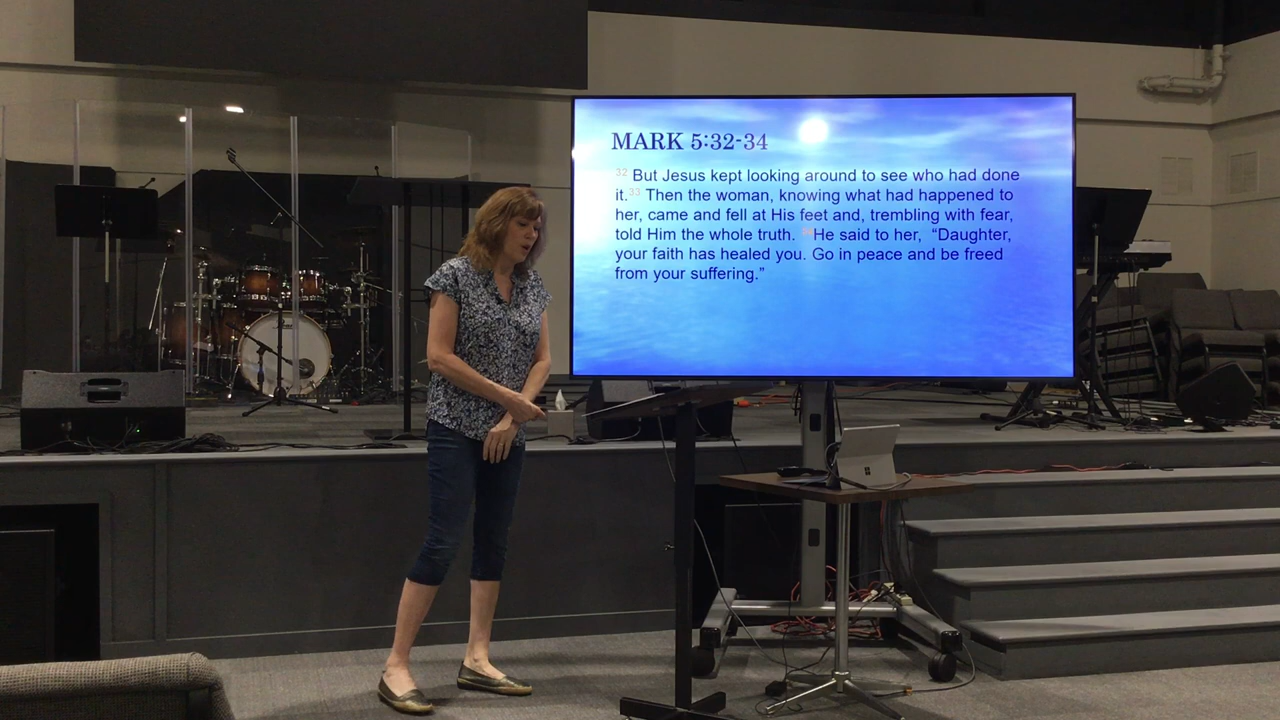 MARK 5:32-34
32 But Jesus kept looking around to see who had done
it.33 Then the woman, knowing what had happened to
her, came and fell at His feet and, trembling with fear,
told Him the whole truth. 34 He said to her, “Daughter,
your faith has healed you. Go in peace and be freed
from your suffering.”